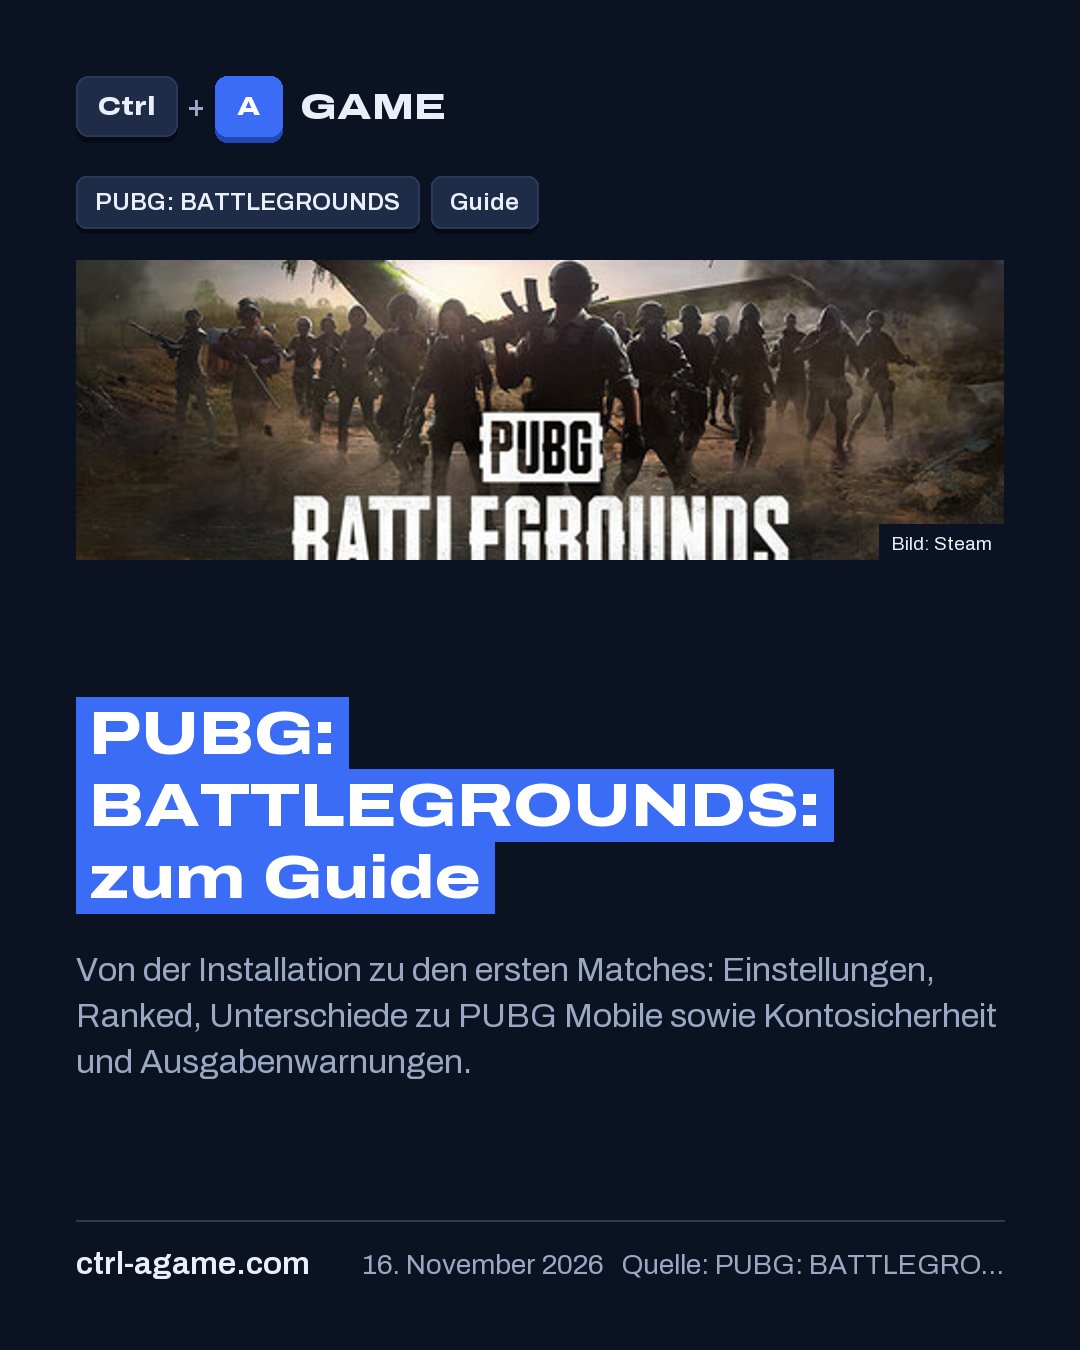 Ctrl + A GAME
PUBG: BATTLEGROUNDS Guide
PUBG
BATTLEGROUNDS
Bild: Steam
PUBG:
BATTLEGROUNDS:
zum Guide
Von der Installation zu den ersten Matches: Einstellungen,
Ranked, Unterschiede zu PUBG Mobile sowie Kontosicherheit
und Ausgabenwarnungen.
ctrl-agame.com 16. November 2026 Quelle: PUBG: BATTLEGRO...